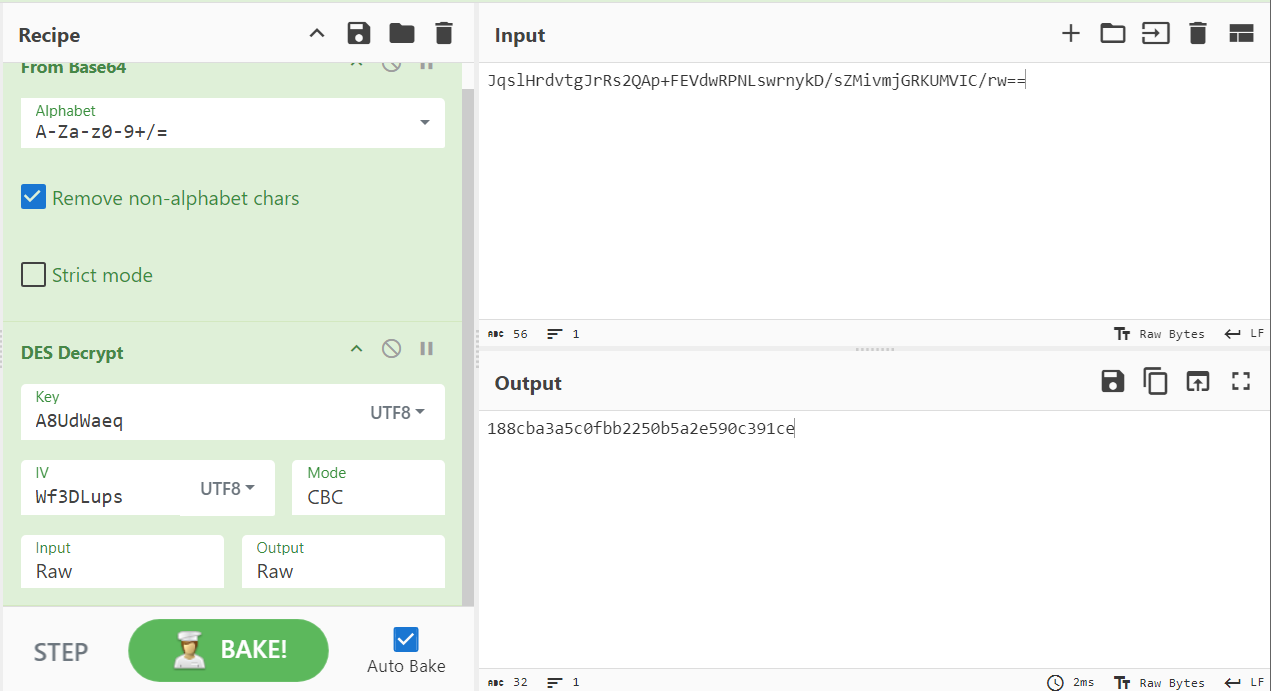 Recipe
From Base64
Alphabet
A-Za-z0-9+/=
Remove non-alphabet chars
Strict mode
DES Decrypt
Key
A8UdWaeq
UTF8
IV
Wf3DLups
UTF8
Mode
CBC
Input
Raw
Output
Raw
STEP
BAKE!
Auto Bake
Input
JqslHrdvtgJrRs2QAp+FEVdwRPNLswrnykD/sZMivmjGRKUMVIC/rw==
ABC 56
1
Tт Raw Bytes
LF
Output
188cba3a5c0fbb2250b5a2e590c391ce
ABC 32
1
2ms
Tт Raw Bytes
LF